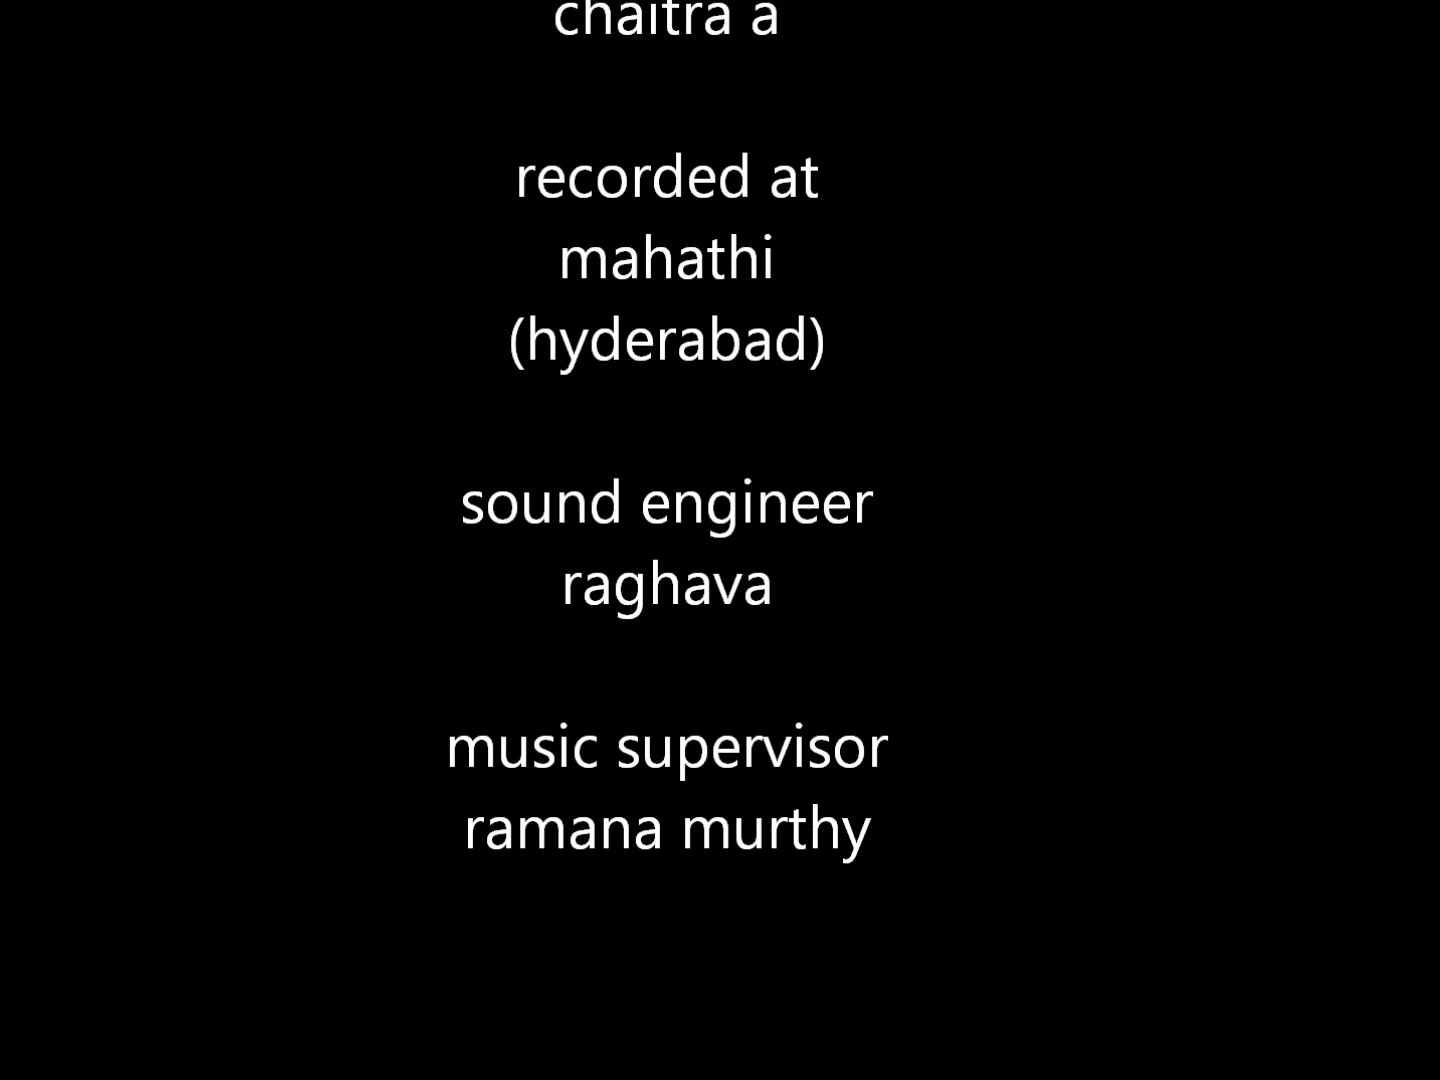 chaitra a
recorded at
mahathi
(hyderabad)
sound engineer
raghava
music supervisor
ramana murthy